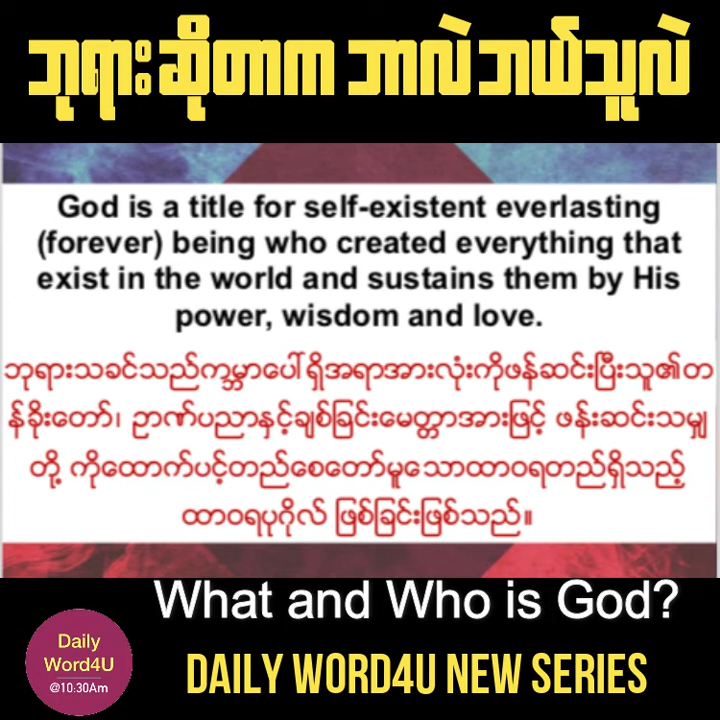 ဘုရားဆိုတာက ဘာလဲဘယ်သူလဲ
God is a title for self-existent everlasting
(forever) being who created everything that
exist in the world and sustains them by His
power, wisdom and love.
ဘုရားသခင်သည်ကမ္ဘာပေါ်ရှိအရာအားလုံးကိုဖန်ဆင်းပြီးသူ၏တ
န်ခိုးတော်၊ ဉာဏ်ပညာနှင့်ချစ်ခြင်းမေတ္တာအားဖြင့် ဖန်းဆင်းသမျှ
တို့ ကိုထောက်ပင့်တည်စေတော်မူသောထာဝရတည်ရှိသည့်
ထာဝရပုဂိုလ် ဖြစ်ခြင်းဖြစ်သည်။
What and Who is God?
Daily
Word4U
@10:30Am
DAILY WORD4U NEW SERIES